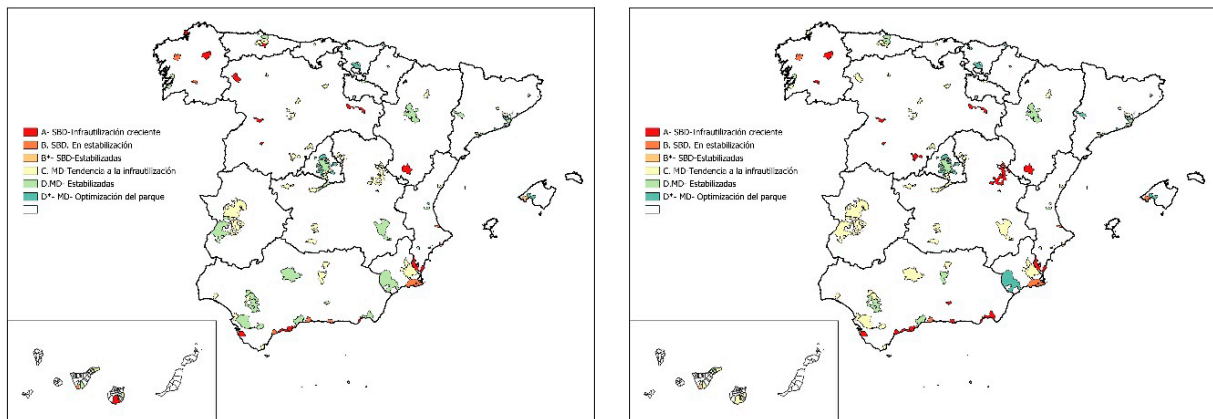 A- SBD-Infrautilización creciente
B. SBD. En estabilización
B*- SBD-Estabilizadas
C. MD-Tendencia a la infrautilización
D.MD- Estabilizadas
D*- MD- Optimización del parque
A- SBD-Infrautilización creciente
B. SBD. En estabilización
B*- SBD-Estabilizadas
C. MD-Tendencia a la infrautilización
D.MD- Estabilizadas
D*- MD- Optimización del parque